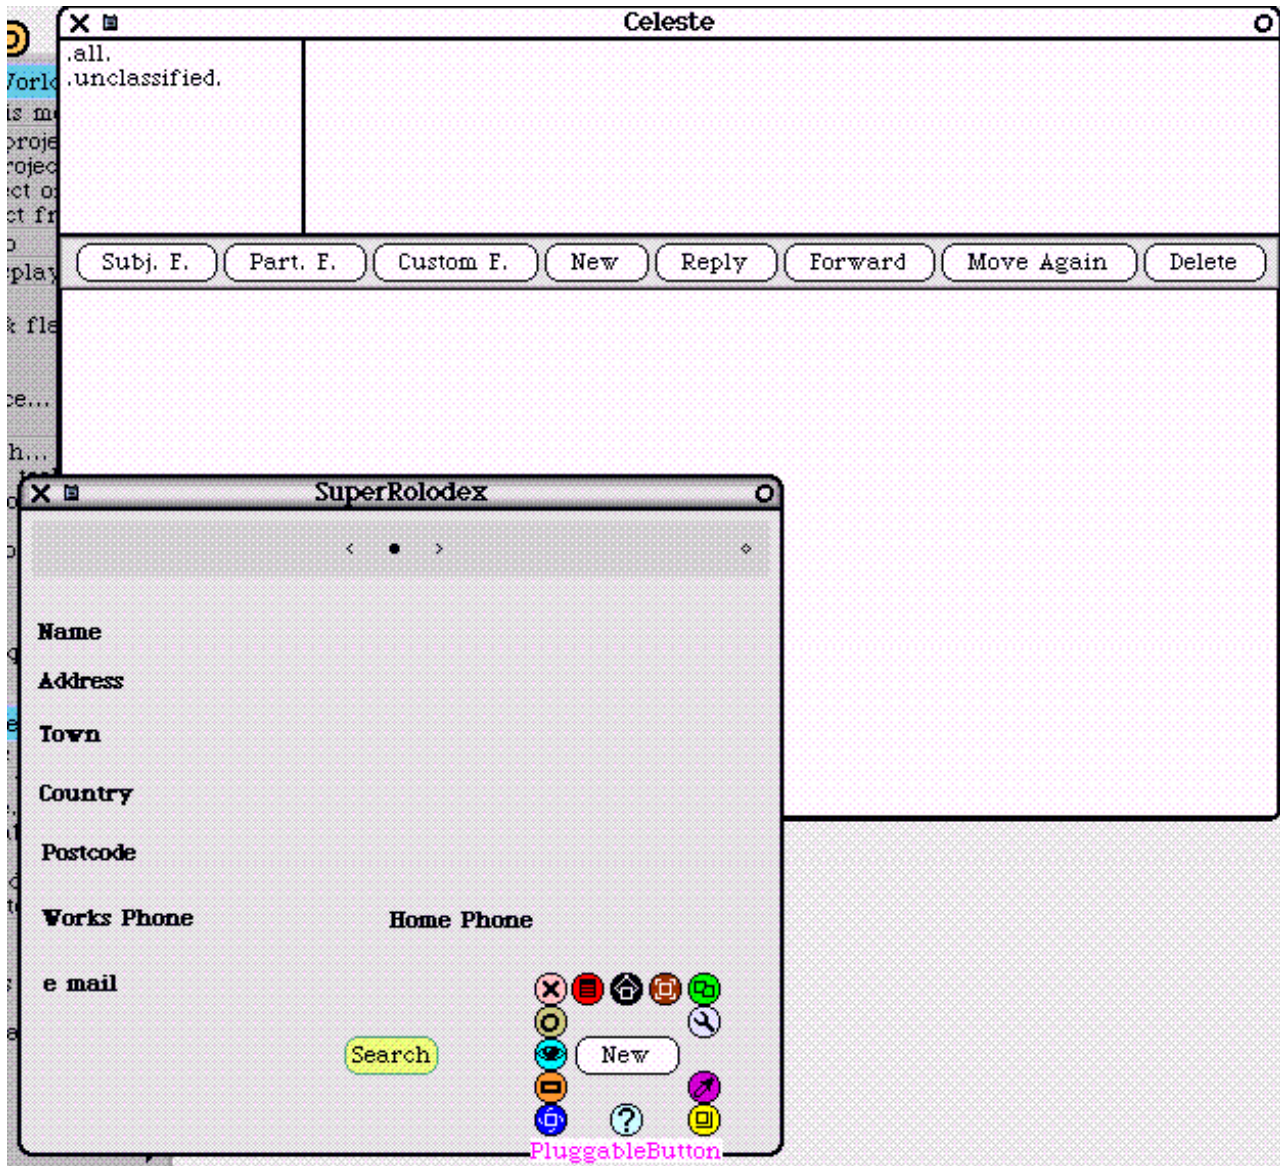 Celeste
.all.
.unclassified.
Subj. F. Part. F. Custom F. New Reply Forward Move Again Delete
SuperRolodex
< ● >
Name
Address
Town
Country
Postcode
Works Phone Home Phone
e mail
Search New
?
PluggableButton